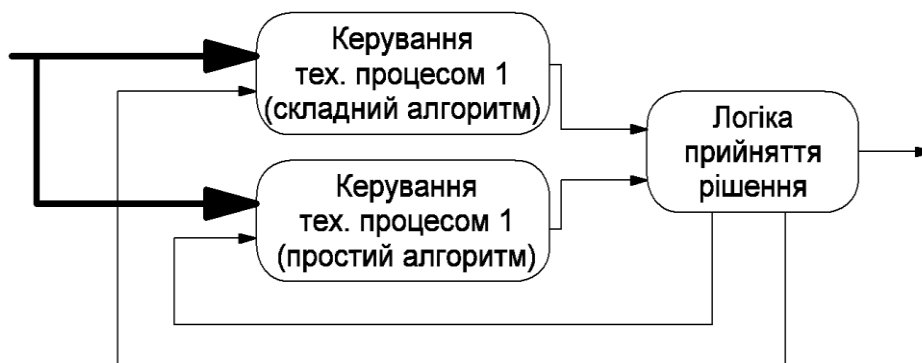 Керування
тех. процесом 1
(складний алгоритм)
Керування
тех. процесом 1
(простий алгоритм)
Логіка
прийняття
рішення